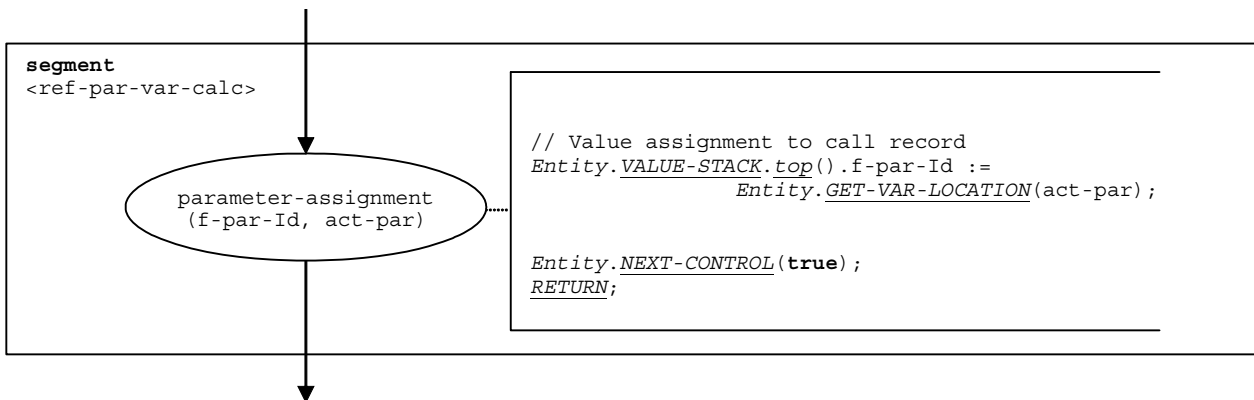 segment
<ref-par-var-calc>
parameter-assignment
(f-par-Id, act-par)
// Value assignment to call record
Entity.VALUE-STACK.top().f-par-Id :=
Entity.GET-VAR-LOCATION(act-par);
Entity.NEXT-CONTROL(true);
RETURN;